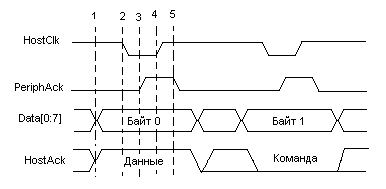 1 2 3 4 5
HostClk
PeriphAck
Data[0:7] Байт 0 Байт 1
HostAck Данные Команда